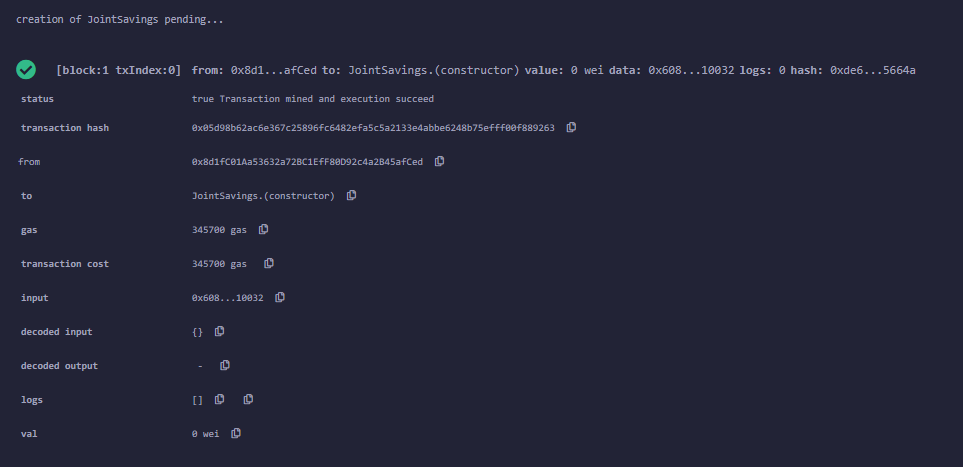 creation of JointSavings pending...
[block:1 txIndex:0] from: 0x8d1...afCed to: JointSavings.(constructor) value: 0 wei data: 0x608...10032 logs: 0 hash: 0xde6...5664a
status true Transaction mined and execution succeed
transaction hash 0x05d98b62ac6e367c25896fc6482efa5c5a2133e4abbe6248b75efff00f889263
from 0x8d1fC01Aa53632a72BC1EfF80D92c4a2B45afCed
to JointSavings.(constructor)
gas 345700 gas
transaction cost 345700 gas
input 0x608...10032
decoded input {}
decoded output -
logs []
val 0 wei